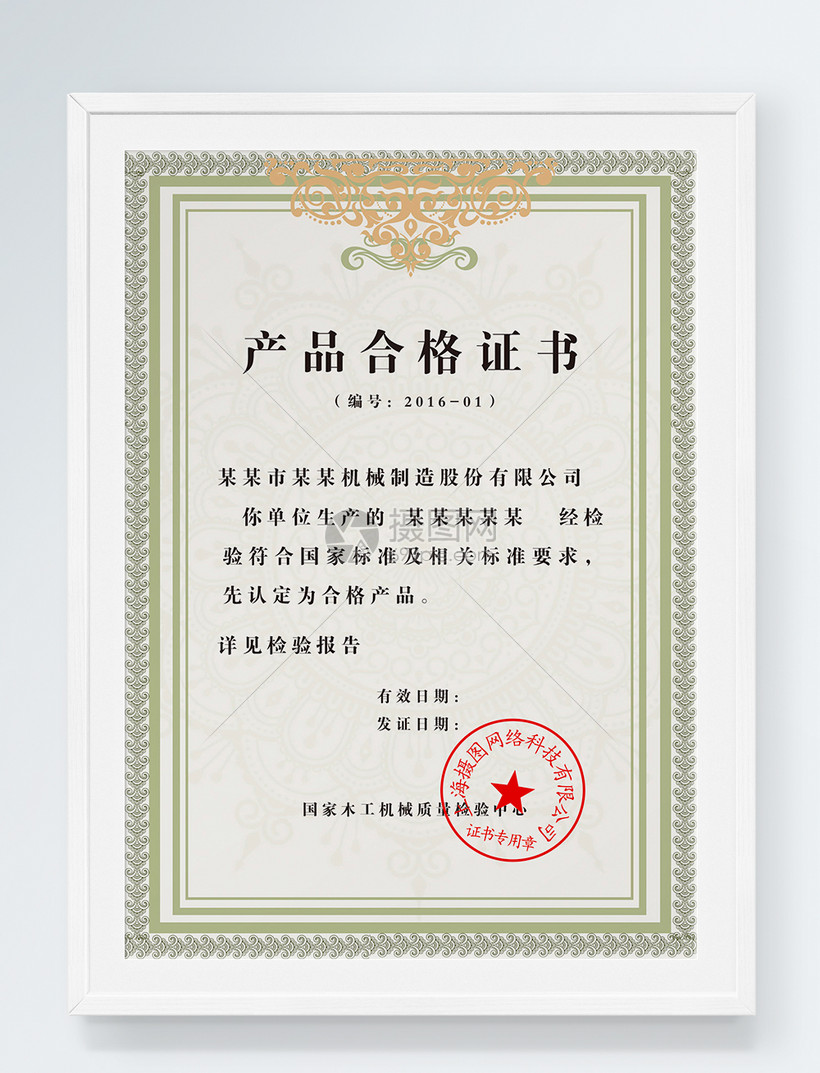 产品合格证书
（编号：2016-01）
某某市某某机械制造股份有限公司
你单位生产的 某某某某某 经检
验符合国家标准及相关标准要求，
先认定为合格产品。
详见检验报告
有效日期：
发证日期：
国家木工机械质量检验中心
上海摄图网络科技有限公司
证书专用章
摄图网